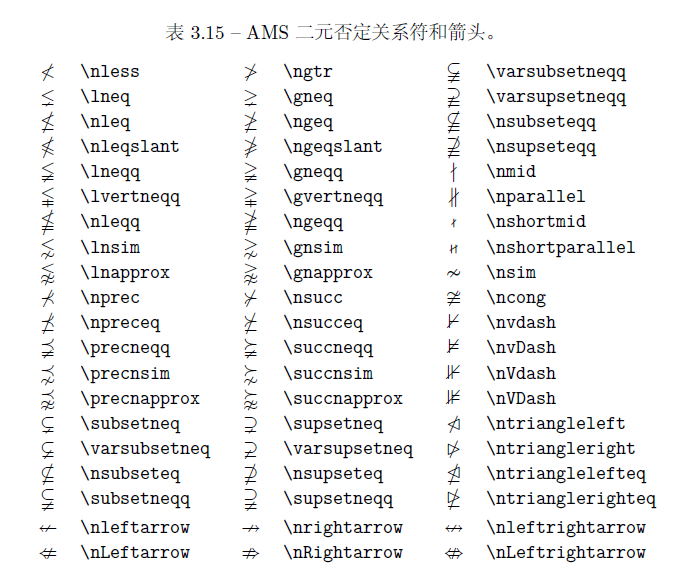 表 3.15 – AMS 二元否定关系符和箭头。
≮ \nless ≯ \ngtr ⫋︀ \varsubsetneqq
⪇ \lneq ⪈ \gneq ⫌︀ \varsupsetneqq
≰ \nleq ≱ \ngeq ⫅̸ \nsubseteqq
⩽̸ \nleqslant ⩾̸ \ngeqslant ⫆̸ \nsupseteqq
≨ \lneqq ≩ \gneqq ∤ \nmid
≨︀ \lvertneqq ≩︀ \gvertneqq ∦ \nparallel
≦̸ \nleqq ≧̸ \ngeqq ∤ \nshortmid
⋦ \lnsim ⋧ \gnsim ∦ \nshortparallel
⪉ \lnapprox ⪊ \gnapprox ≁ \nsim
⊀ \nprec ⊁ \nsucc ≇ \ncong
⪯̸ \npreceq ⪰̸ \nsucceq ⊬ \nvdash
⪵ \precneqq ⪶ \succneqq ⊭ \nvDash
⋨ \precnsim ⋩ \succnsim ⊮ \nVdash
⪹ \precnapprox ⪺ \succnapprox ⊯ \nVDash
⊊ \subsetneq ⊋ \supsetneq ⋪ \ntriangleleft
⊊︀ \varsubsetneq ⊋︀ \varsupsetneq ⋫ \ntriangleright
⊈ \nsubseteq ⊉ \nsupseteq ⋬ \ntrianglelefteq
⫋ \subsetneqq ⫌ \supsetneqq ⋭ \ntrianglerighteq
↚ \nleftarrow ↛ \nrightarrow ↮ \nleftrightarrow
⇍ \nLeftarrow ⇏ \nRightarrow ⇎ \nLeftrightarrow